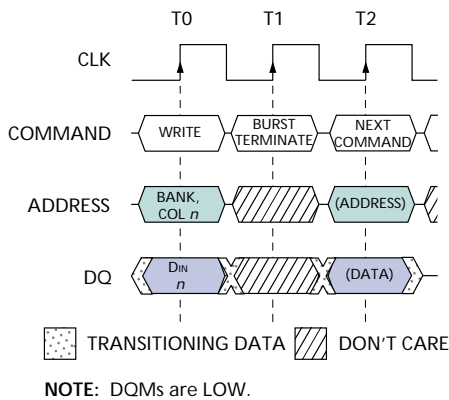 T0 T1 T2
CLK
COMMAND WRITE BURST TERMINATE NEXT COMMAND
ADDRESS BANK, COL n (ADDRESS)
DQ DIN n (DATA)
TRANSITIONING DATA DON'T CARE
NOTE: DQMs are LOW.